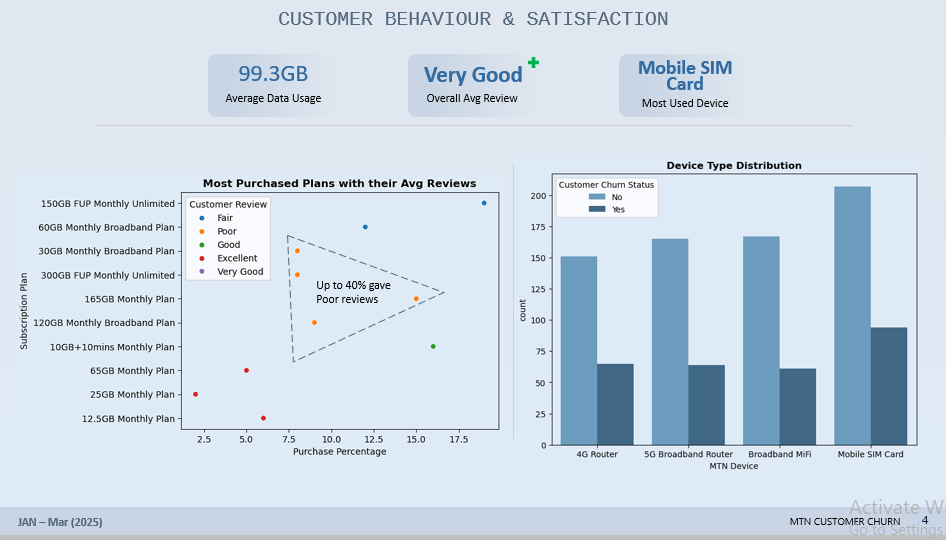 CUSTOMER BEHAVIOUR & SATISFACTION
99.3GB
Average Data Usage
Very Good
Overall Avg Review
Mobile SIM
Card
Most Used Device
Most Purchased Plans with their Avg Reviews
Customer Review
Fair
Poor
Good
Excellent
Very Good
Subscription Plan
150GB FUP Monthly Unlimited
60GB Monthly Broadband Plan
30GB Monthly Broadband Plan
300GB FUP Monthly Unlimited
165GB Monthly Plan
120GB Monthly Broadband Plan
10GB+10mins Monthly Plan
65GB Monthly Plan
25GB Monthly Plan
12.5GB Monthly Plan
Up to 40% gave
Poor reviews
2.5 5.0 7.5 10.0 12.5 15.0 17.5
Purchase Percentage
Device Type Distribution
Customer Churn Status
No
Yes
count
200
175
150
125
100
75
50
25
0
4G Router 5G Broadband Router Broadband MiFi Mobile SIM Card
MTN Device
JAN – Mar (2025)
MTN CUSTOMER CHURN 4
Activate W
Go to Settings